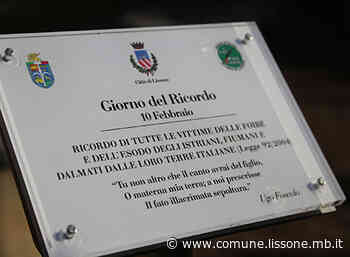 Città di Lissone
Giorno del Ricordo
10 Febbraio
RICORDO DI TUTTE LE VITTIME DELLE FOIBE
E DELL'ESODO DEGLI ISTRIANI, FIUMANI E
DALMATI DALLE LORO TERRE ITALIANE (Legge 92/2004)
"Tu non altro che il canto avrai del figlio,
O materna mia terra; a noi prescrisse
Il fato illacrimata sepoltura."
Ugo Foscolo
© www.comune.lissone.mb.it